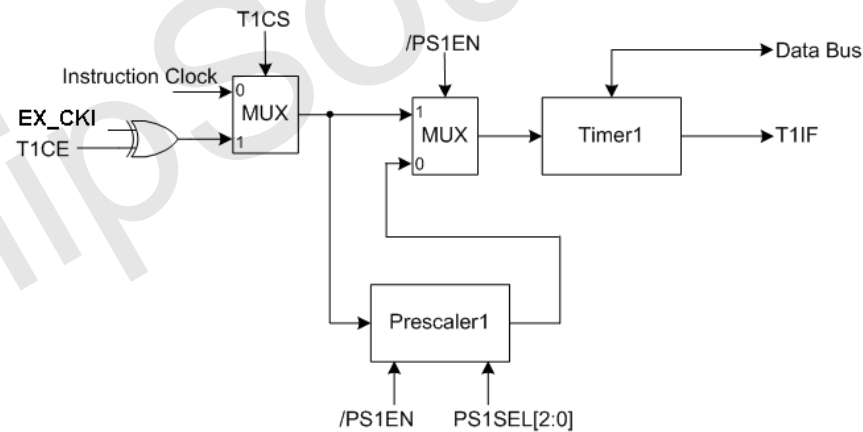 T1CS
/PS1EN
Data Bus
Instruction Clock
0
MUX
1
EX_CKI
T1CE
1
MUX
0
Timer1
T1IF
Prescaler1
/PS1EN
PS1SEL[2:0]